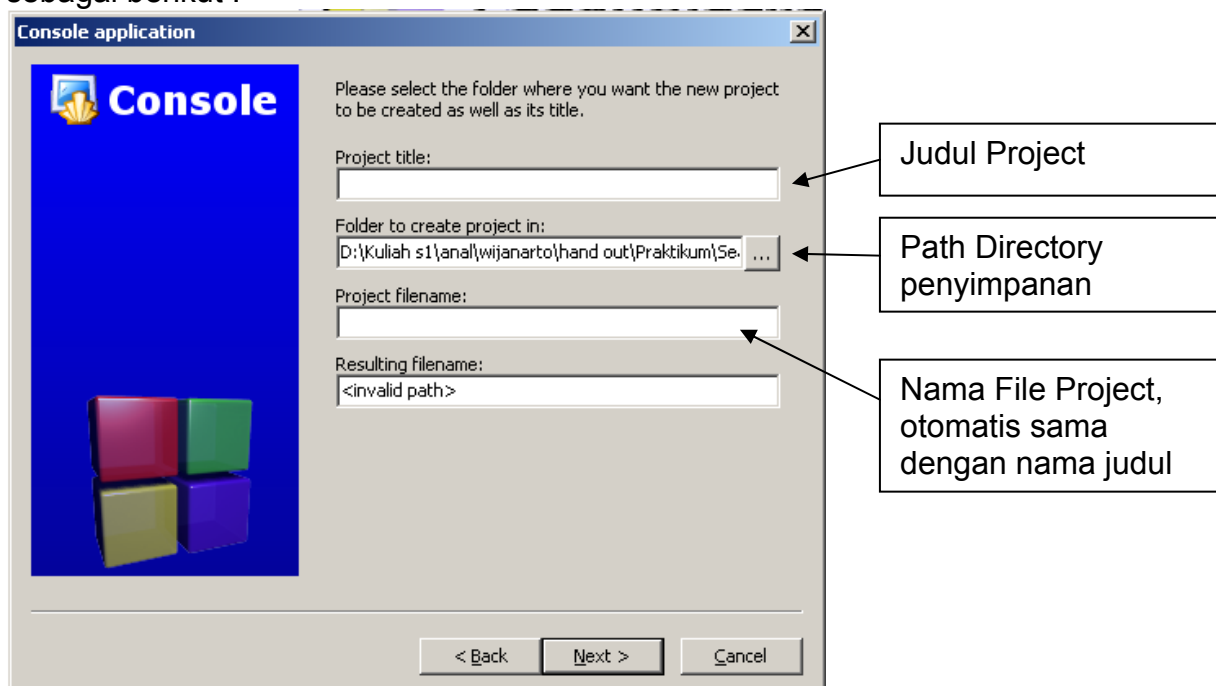 sebagai berikut :
Console application
Console
Please select the folder where you want the new project
to be created as well as its title.
Project title:
Folder to create project in:
D:\Kuliah s1\anal\wijanarto\hand out\Praktikum\Se
...
Project filename:
Resulting filename:
<invalid path>
< Back
Next >
Cancel
Judul Project
Path Directory
penyimpanan
Nama File Project,
otomatis sama
dengan nama judul